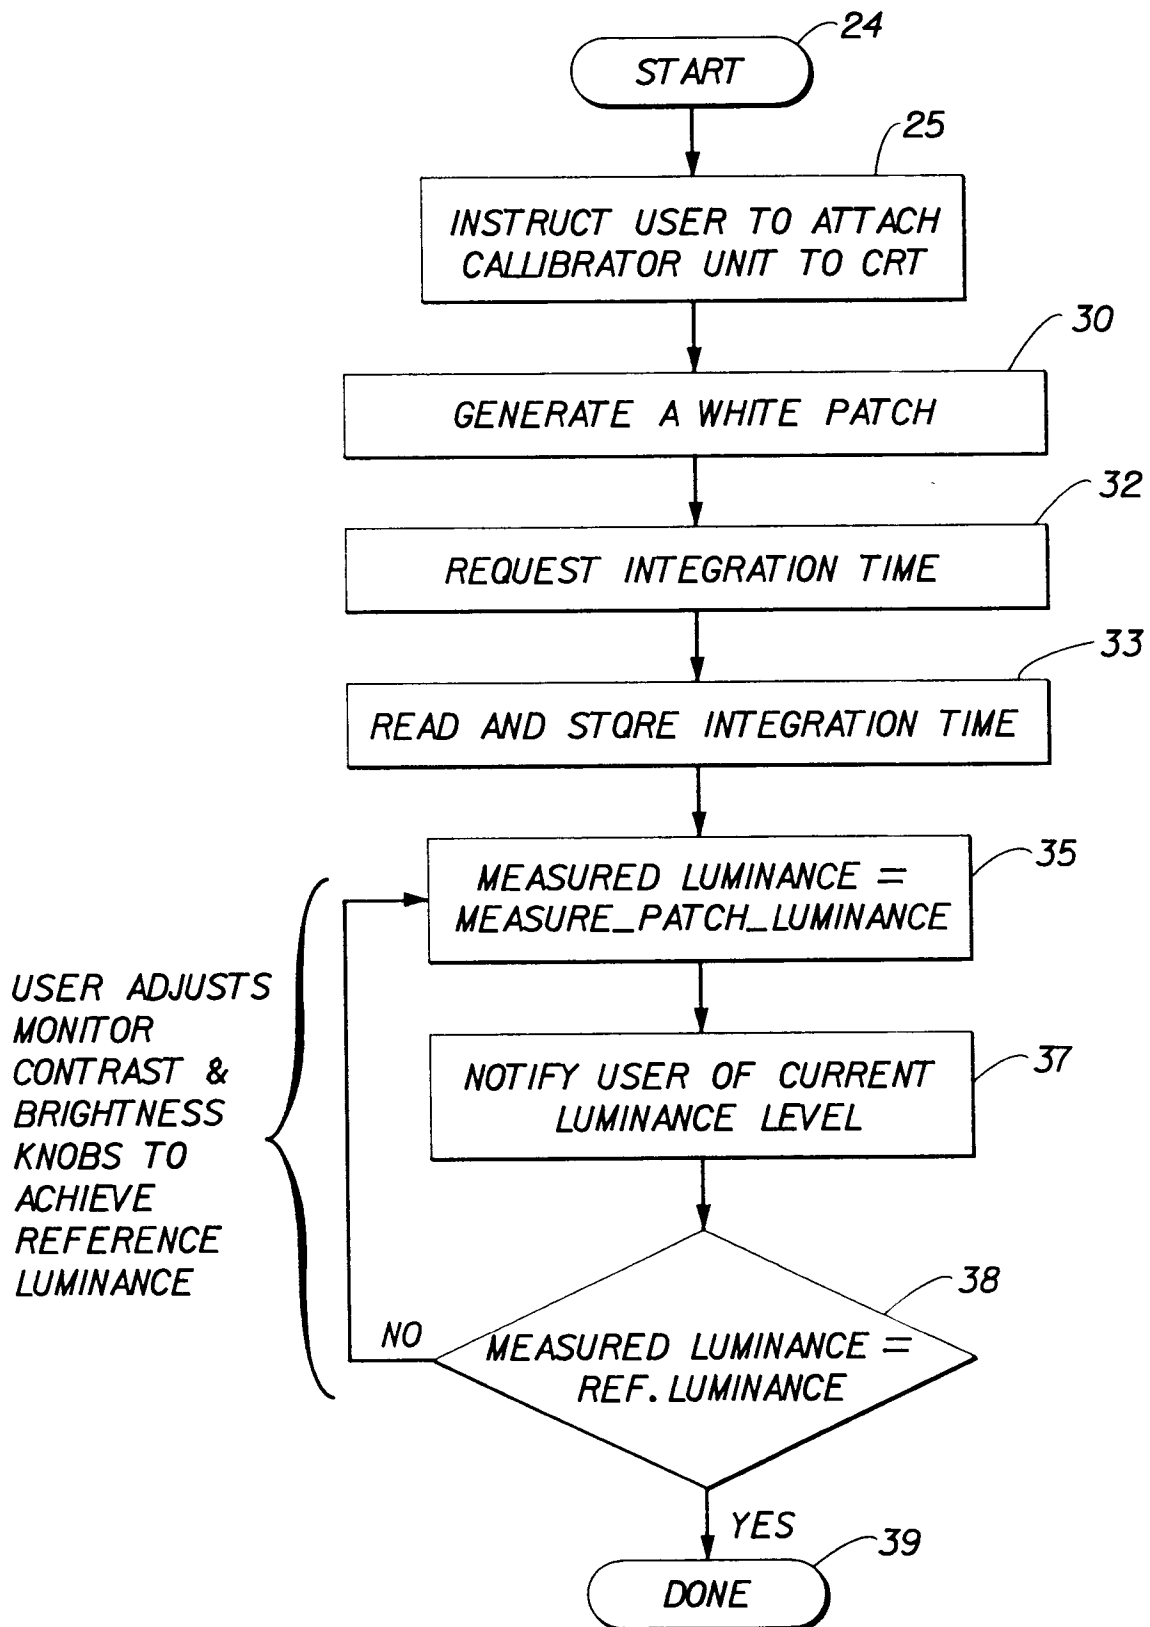 24
START
25
INSTRUCT USER TO ATTACH
CALLIBRATOR UNIT TO CRT
30
GENERATE A WHITE PATCH
32
REQUEST INTEGRATION TIME
33
READ AND STORE INTEGRATION TIME
35
MEASURED LUMINANCE =
MEASURE_PATCH_LUMINANCE
USER ADJUSTS
MONITOR
CONTRAST &
BRIGHTNESS
KNOBS TO
ACHIEVE
REFERENCE
LUMINANCE
37
NOTIFY USER OF CURRENT
LUMINANCE LEVEL
38
NO
MEASURED LUMINANCE =
REF. LUMINANCE
YES
39
DONE